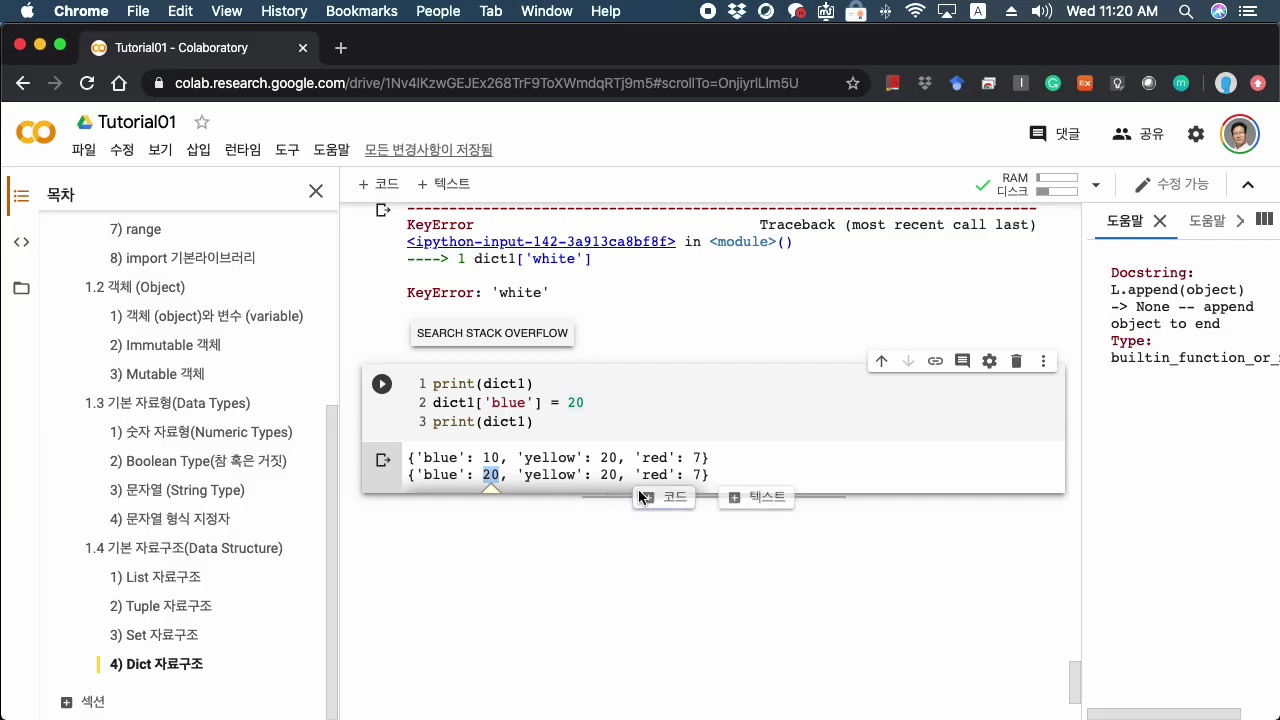 Chrome File Edit View History Bookmarks People Tab Window Help Wed 11:20 AM
Tutorial01 - Colaboratory
colab.research.google.com/drive/1Nv4lKzwGEJEx268TrF9ToXWmdqRTj9m5#scrollTo=OnjiyrlLIm5U
Tutorial01
파일 수정 보기 삽입 런타임 도구 도움말 모든 변경사항이 저장됨
댓글 공유
목차
7) range
8) import 기본라이브러리
1.2 객체 (Object)
1) 객체 (object)와 변수 (variable)
2) Immutable 객체
3) Mutable 객체
1.3 기본 자료형(Data Types)
1) 숫자 자료형(Numeric Types)
2) Boolean Type(참 혹은 거짓)
3) 문자열 (String Type)
4) 문자열 형식 지정자
1.4 기본 자료구조(Data Structure)
1) List 자료구조
2) Tuple 자료구조
3) Set 자료구조
4) Dict 자료구조
섹션
+ 코드 + 텍스트
RAM
디스크
수정 가능
---------------------------------------------------------------------------
KeyError Traceback (most recent call last)
<ipython-input-142-3a913ca8bf8f> in <module>()
----> 1 dict1['white']
KeyError: 'white'
SEARCH STACK OVERFLOW
1 print(dict1)
2 dict1['blue'] = 20
3 print(dict1)
{'blue': 10, 'yellow': 20, 'red': 7}
{'blue': 20, 'yellow': 20, 'red': 7}
코드 텍스트
도움말 도움말
Docstring:
L.append(object)
-> None -- append
object to end
Type:
builtin_function_or_